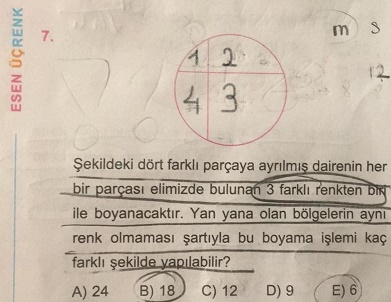 ESEN ÜÇRENK
7.
m s
12
1 2
4 3
Şekildeki dört farklı parçaya ayrılmış dairenin her
bir parçası elimizde bulunan 3 farklı renkten biri
ile boyanacaktır. Yan yana olan bölgelerin aynı
renk olmaması şartıyla bu boyama işlemi kaç
farklı şekilde yapılabilir?
A) 24 B) 18 C) 12 D) 9 E) 6